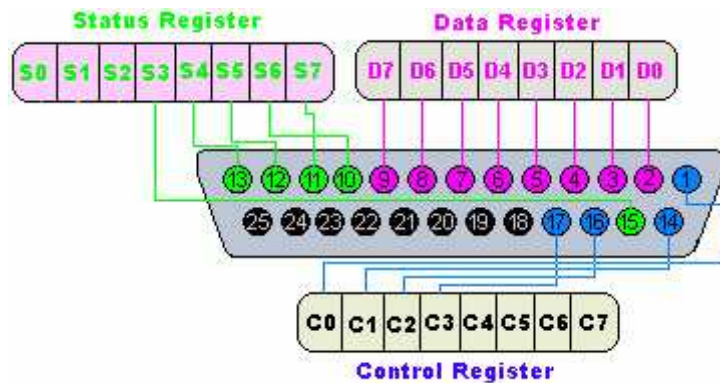 Status Register Data Register
S0 S1 S2 S3 S4 S5 S6 S7 D7 D6 D5 D4 D3 D2 D1 D0
13 12 11 10 9 8 7 6 5 4 3 2 1
25 24 23 22 21 20 19 18 17 16 15 14
C0 C1 C2 C3 C4 C5 C6 C7
Control Register